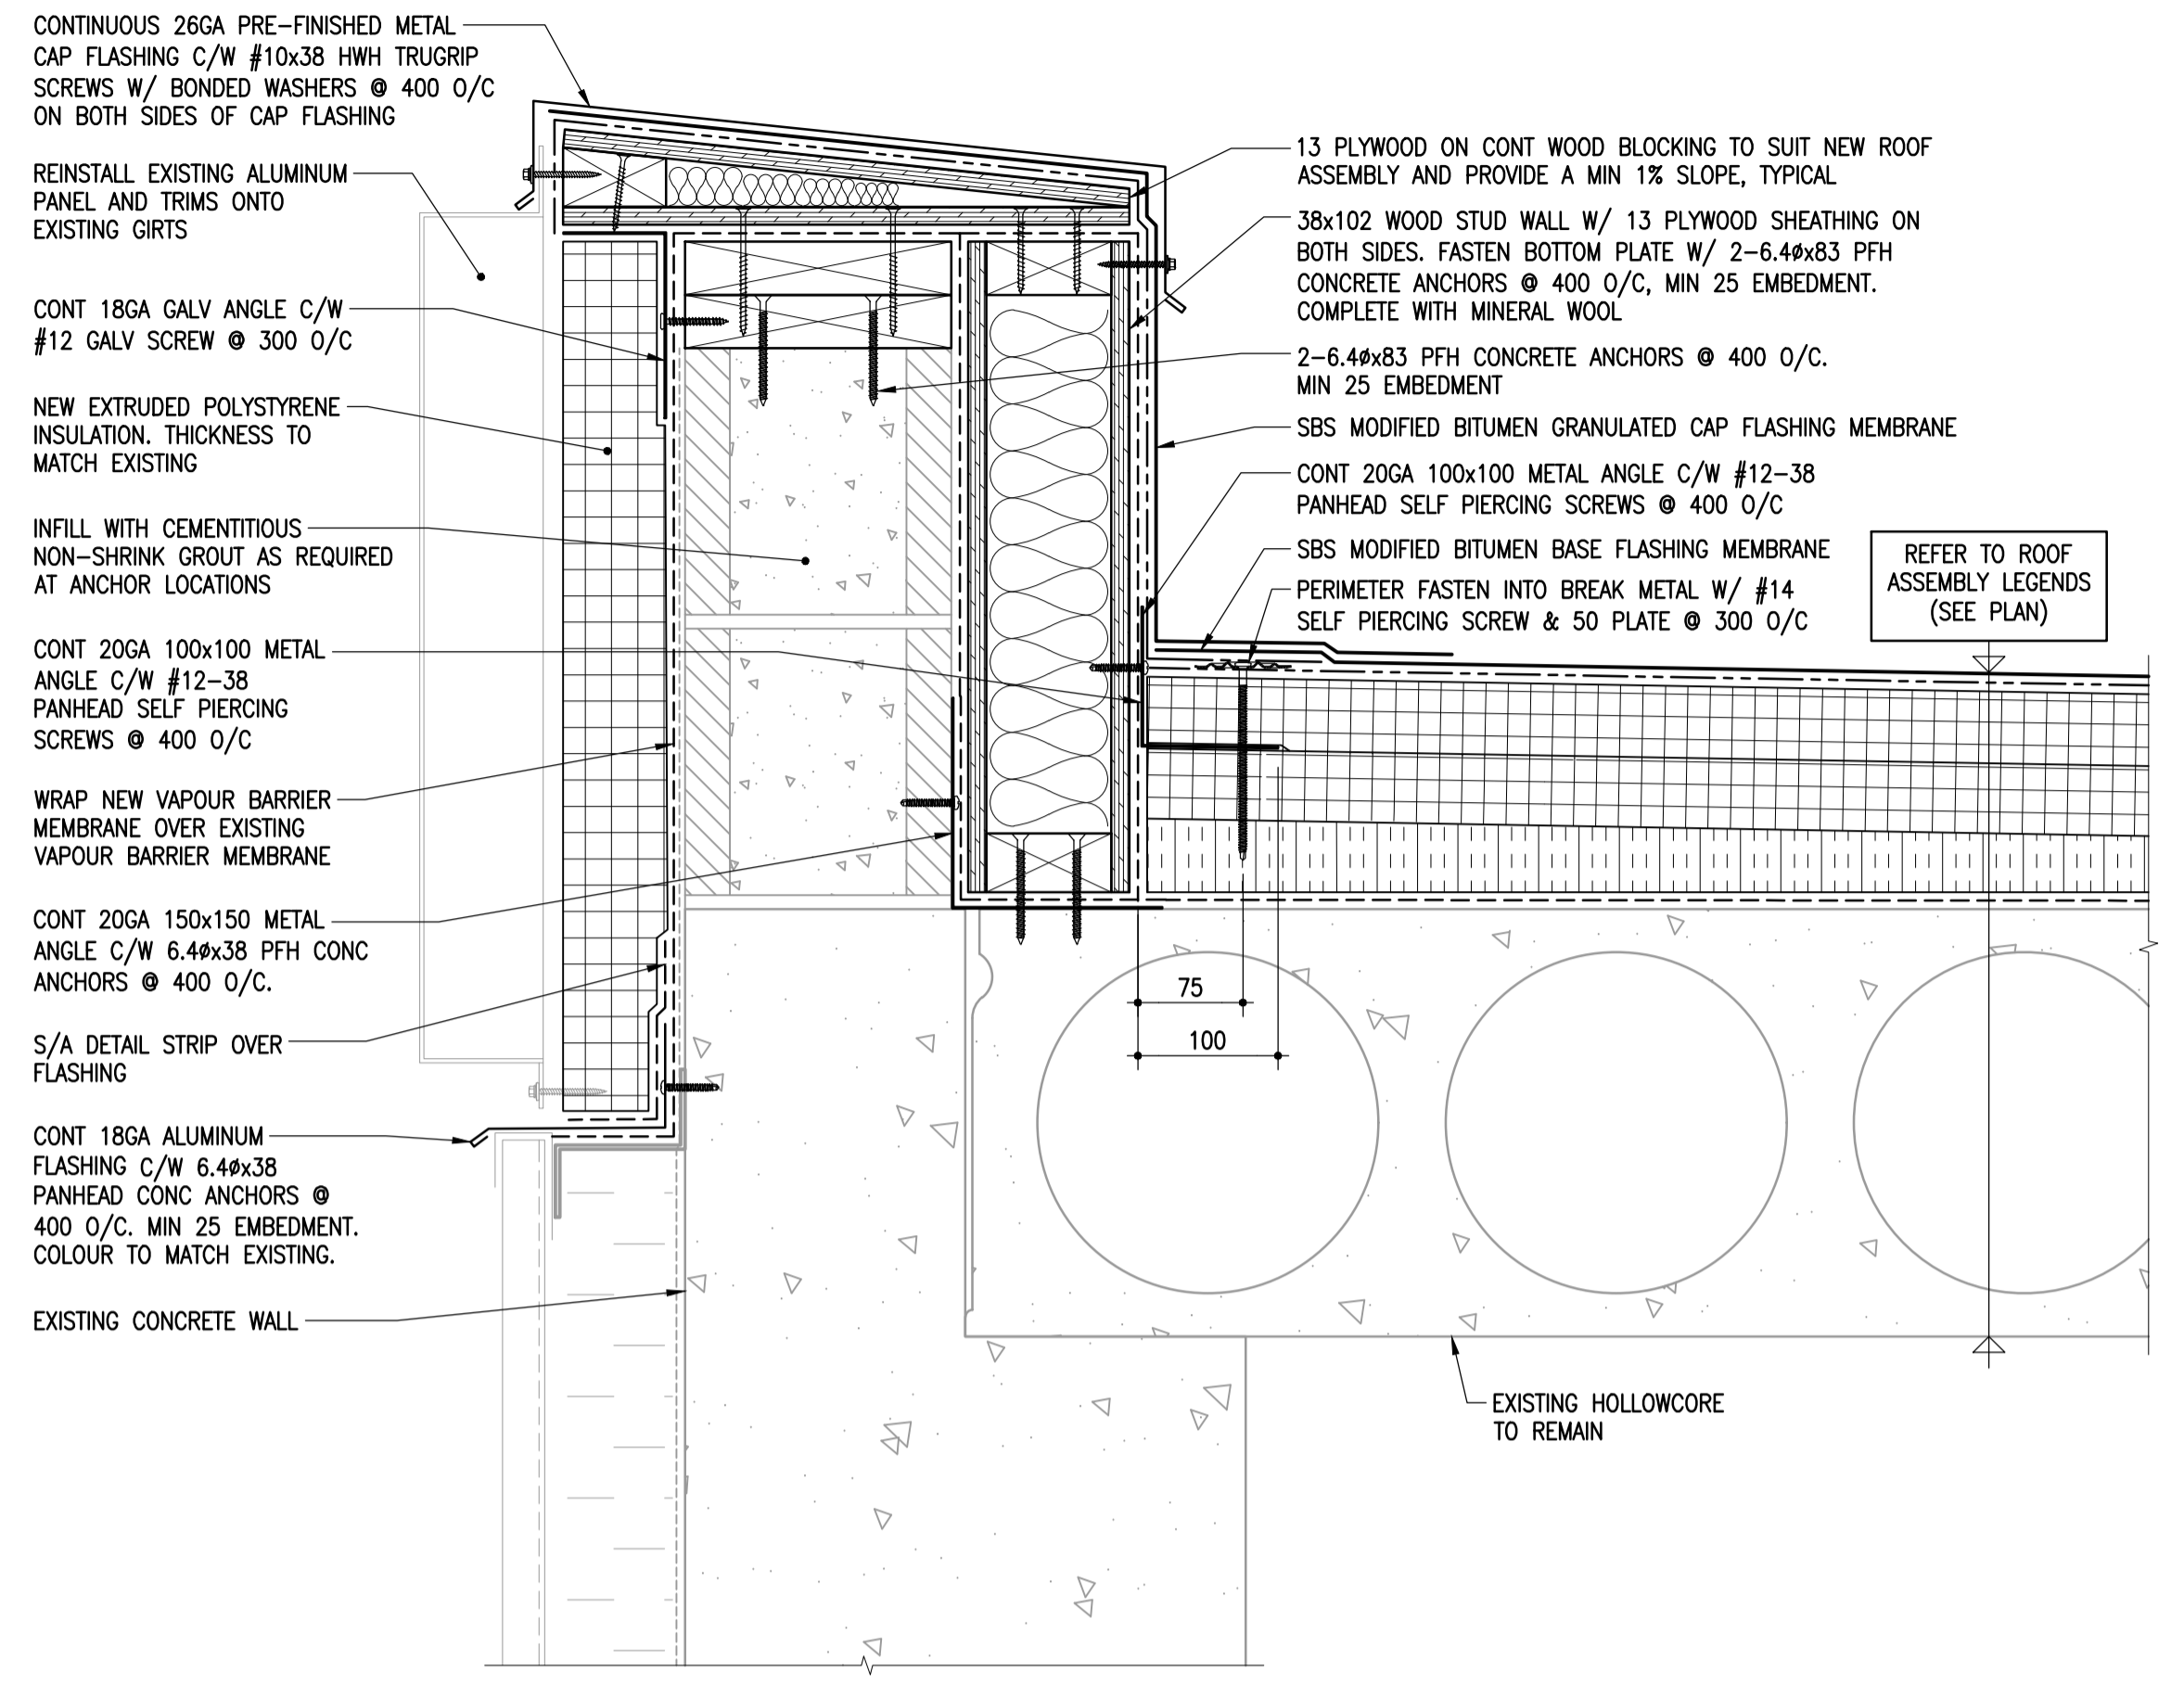 CONTINUOUS 26GA PRE-FINISHED METAL
CAP FLASHING C/W #10x38 HWH TRUGRIP
SCREWS W/ BONDED WASHERS @ 400 O/C
ON BOTH SIDES OF CAP FLASHING
REINSTALL EXISTING ALUMINUM
PANEL AND TRIMS ONTO
EXISTING GIRTS
CONT 18GA GALV ANGLE C/W
#12 GALV SCREW @ 300 O/C
NEW EXTRUDED POLYSTYRENE
INSULATION. THICKNESS TO
MATCH EXISTING
INFILL WITH CEMENTITIOUS
NON-SHRINK GROUT AS REQUIRED
AT ANCHOR LOCATIONS
CONT 20GA 100x100 METAL
ANGLE C/W #12-38
PANHEAD SELF PIERCING
SCREWS @ 400 O/C
WRAP NEW VAPOUR BARRIER
MEMBRANE OVER EXISTING
VAPOUR BARRIER MEMBRANE
CONT 20GA 150x150 METAL
ANGLE C/W 6.4øx38 PFH CONC
ANCHORS @ 400 O/C.
S/A DETAIL STRIP OVER
FLASHING
CONT 18GA ALUMINUM
FLASHING C/W 6.4øx38
PANHEAD CONC ANCHORS @
400 O/C. MIN 25 EMBEDMENT.
COLOUR TO MATCH EXISTING.
EXISTING CONCRETE WALL
13 PLYWOOD ON CONT WOOD BLOCKING TO SUIT NEW ROOF
ASSEMBLY AND PROVIDE A MIN 1% SLOPE, TYPICAL
38x102 WOOD STUD WALL W/ 13 PLYWOOD SHEATHING ON
BOTH SIDES. FASTEN BOTTOM PLATE W/ 2-6.4øx83 PFH
CONCRETE ANCHORS @ 400 O/C, MIN 25 EMBEDMENT.
COMPLETE WITH MINERAL WOOL
2-6.4øx83 PFH CONCRETE ANCHORS @ 400 O/C.
MIN 25 EMBEDMENT
SBS MODIFIED BITUMEN GRANULATED CAP FLASHING MEMBRANE
CONT 20GA 100x100 METAL ANGLE C/W #12-38
PANHEAD SELF PIERCING SCREWS @ 400 O/C
SBS MODIFIED BITUMEN BASE FLASHING MEMBRANE
PERIMETER FASTEN INTO BREAK METAL W/ #14
SELF PIERCING SCREW & 50 PLATE @ 300 O/C
REFER TO ROOF
ASSEMBLY LEGENDS
(SEE PLAN)
75
100
EXISTING HOLLOWCORE
TO REMAIN